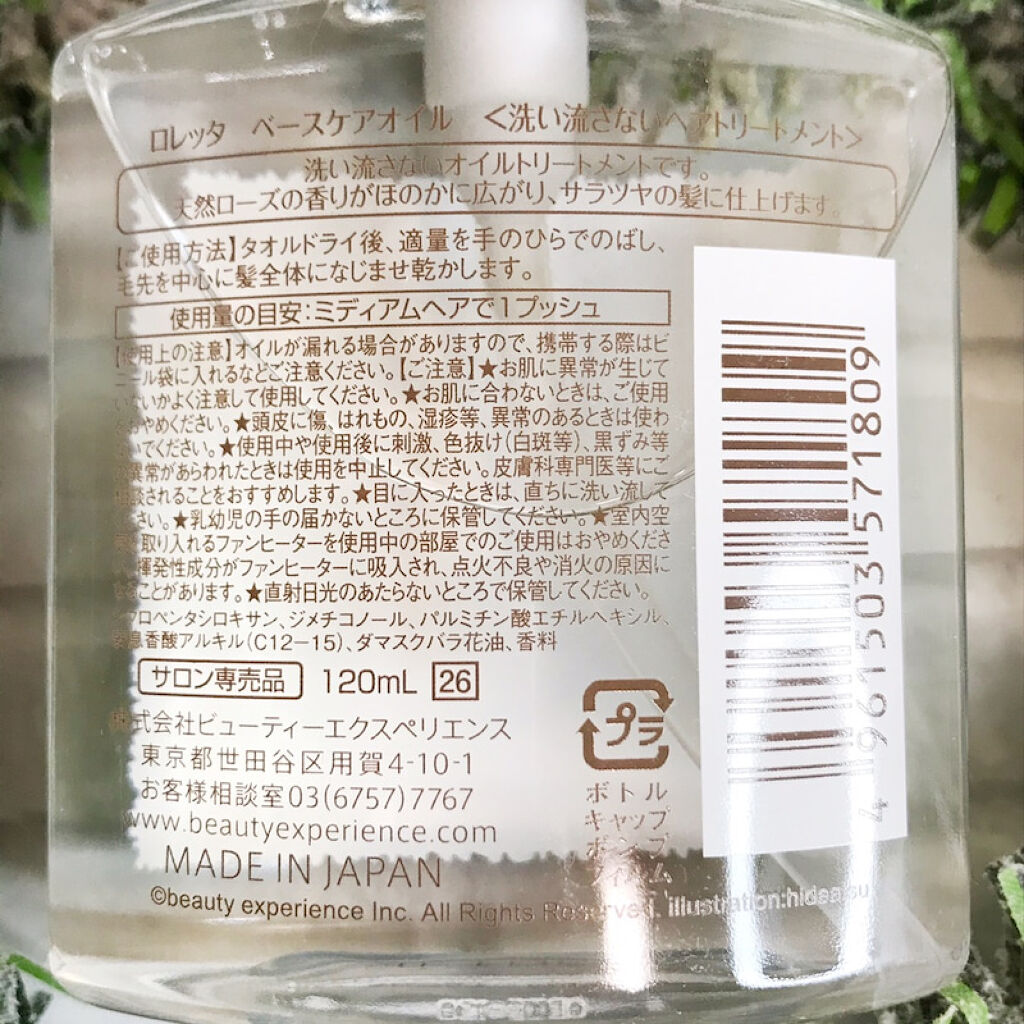 ロレッタ ベースケアオイル <洗い流さないヘアトリートメント>
洗い流さないオイルトリートメントです。
天然ローズの香りがほのかに広がり、サラツヤの髪に仕上げます。
【ご使用方法】タオルドライ後、適量を手のひらでのばし、
毛先を中心に髪全体になじませ乾かします。
使用量の目安:ミディアムヘアで1プッシュ
【使用上の注意】オイルが漏れる場合がありますので、携帯する際はビ
ニール袋に入れるなどご注意ください。【ご注意】★お肌に異常が生じて
いないかよく注意して使用してください。★お肌に合わないときは、ご使用
をおやめください。★頭皮に傷、はれもの、湿疹等、異常のあるときは使わ
ないでください。★使用中や使用後に刺激、色抜け(白斑等)、黒ずみ等
の異常があらわれたときは使用を中止してください。皮膚科専門医等にご
相談されることをおすすめします。★目に入ったときは、直ちに洗い流して
ださい。★乳幼児の手の届かないところに保管してください。★室内空
気を取り入れるファンヒーターを使用中の部屋でのご使用はおやめくださ
揮発性成分がファンヒーターに吸入され、点火不良や消火の原因に
なることがあります。★直射日光のあたらないところで保管してください。
シクロペンタシロキサン、ジメチコノール、パルミチン酸エチルヘキシル、
安息香酸アルキル(C12-15)、ダマスクバラ花油、香料
サロン専売品 120mL 26
株式会社ビューティーエクスペリエンス
東京都世田谷区用賀4-10-1
お客様相談室03(6757)7767
www.beautyexperience.com
MADE IN JAPAN
©beauty experience Inc. All Rights Reserved. illustration:hideaisu
プラ
ボトル
キャップ
ポンプ
フィルム
4961503571809